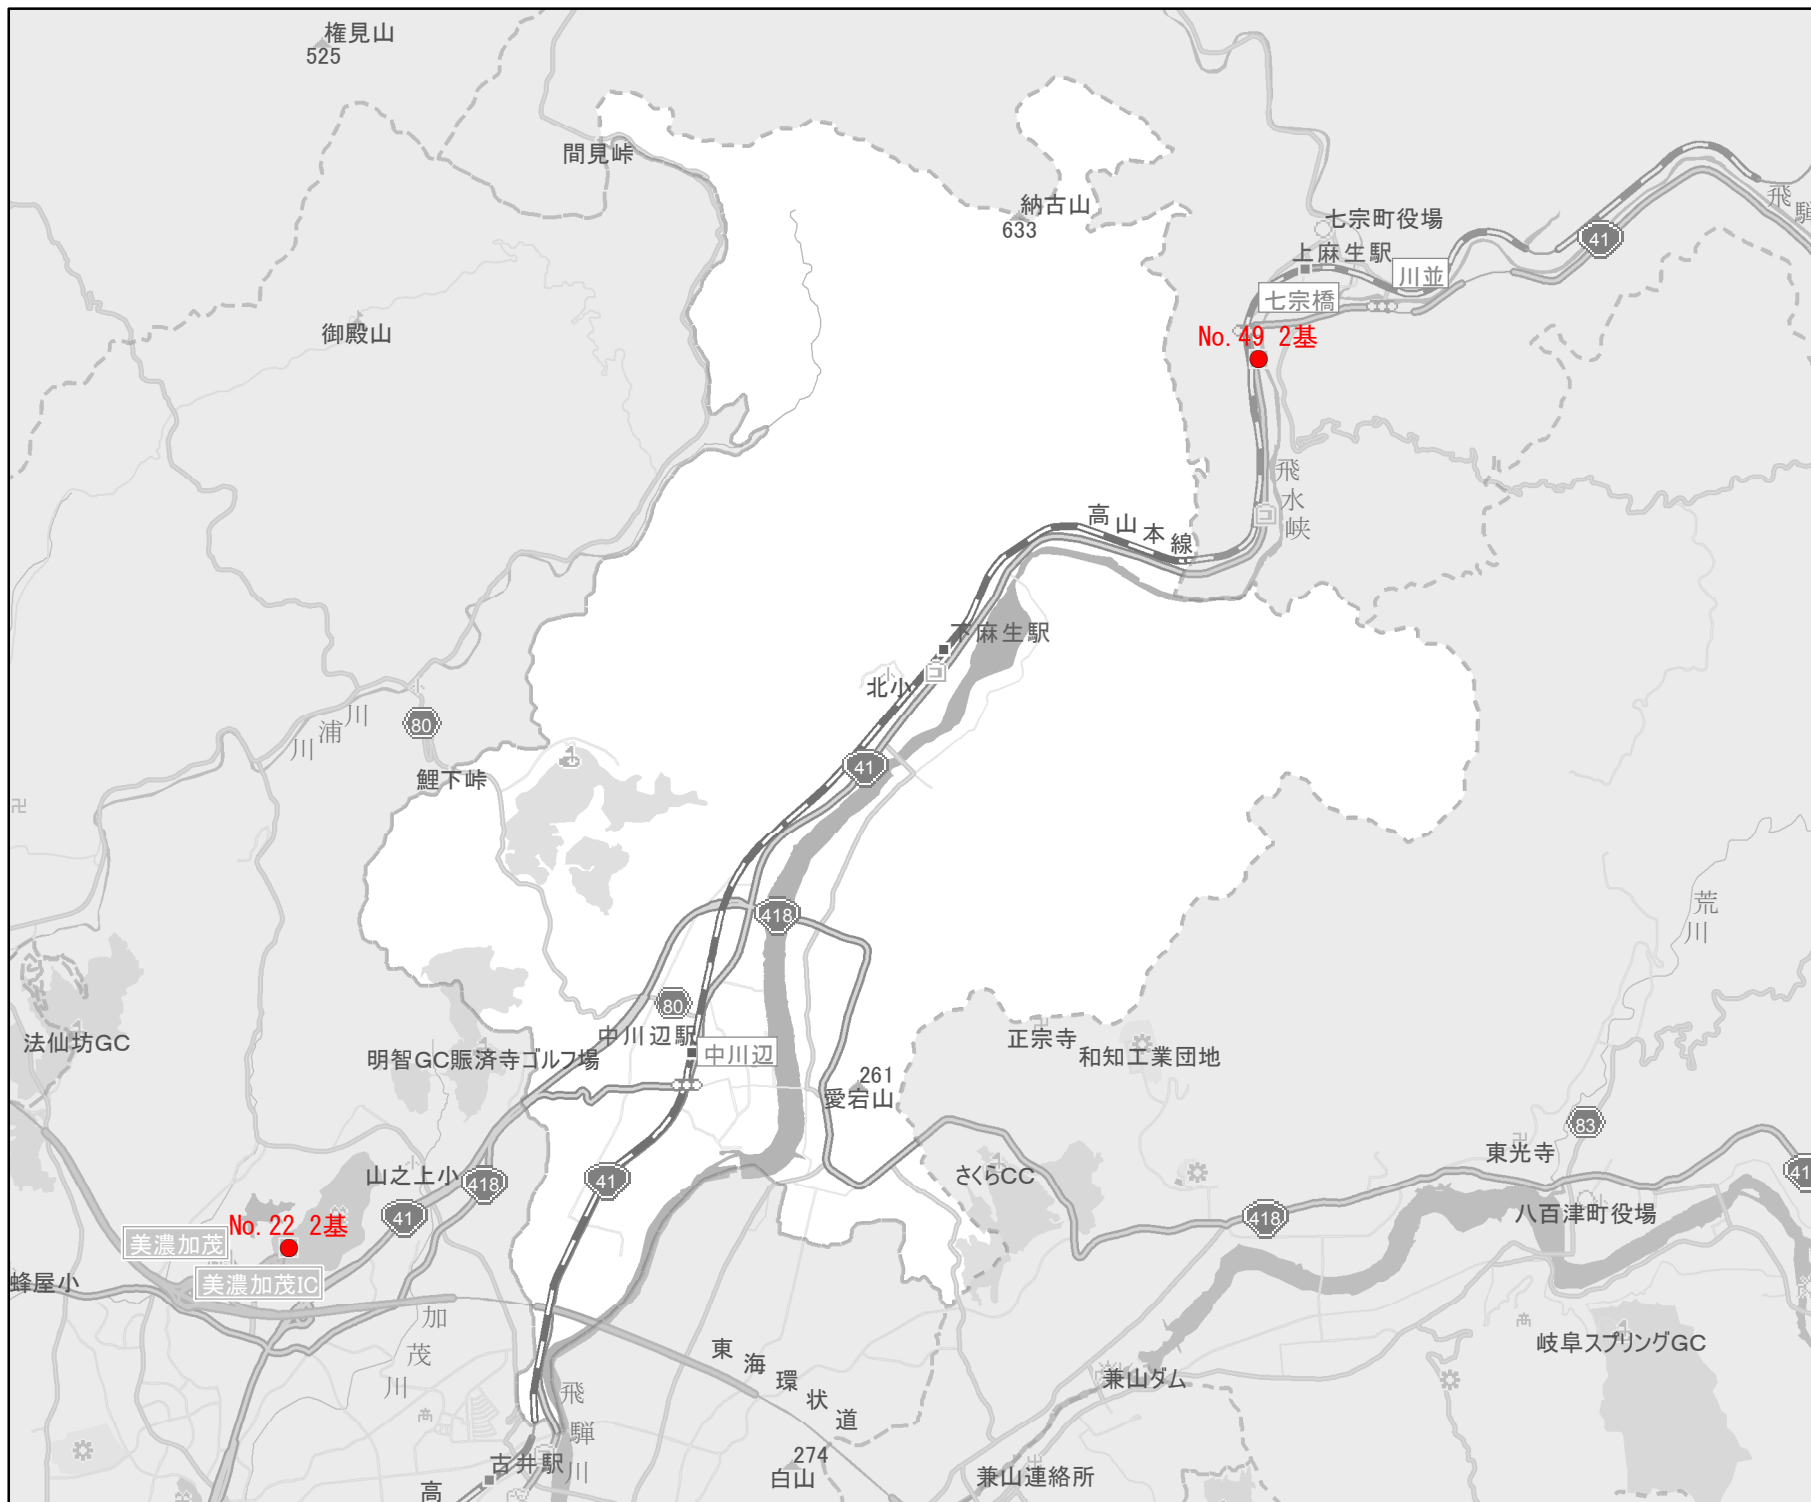 権見山
525
間見峠
納古山
633
七宗町役場
上麻生駅
川並
七宗橋
41
飛騨
No.49 2基
御殿山
飛水峡
高山本線
下麻生駅
北小
川浦川
80
鯉下峠
41
418
荒川
80
中川辺駅
中川辺
法仙坊GC
明智GC賑済寺ゴルフ場
正宗寺
和知工業団地
261
愛宕山
83
東光寺
山之上小
418
41
41
さくらCC
418
41
八百津町役場
No.22 2基
美濃加茂
美濃加茂IC
蜂屋小
加茂川
東海環状道
兼山ダム
岐阜スプリングGC
飛騨川
古井駅
高
274
白山
兼山連絡所